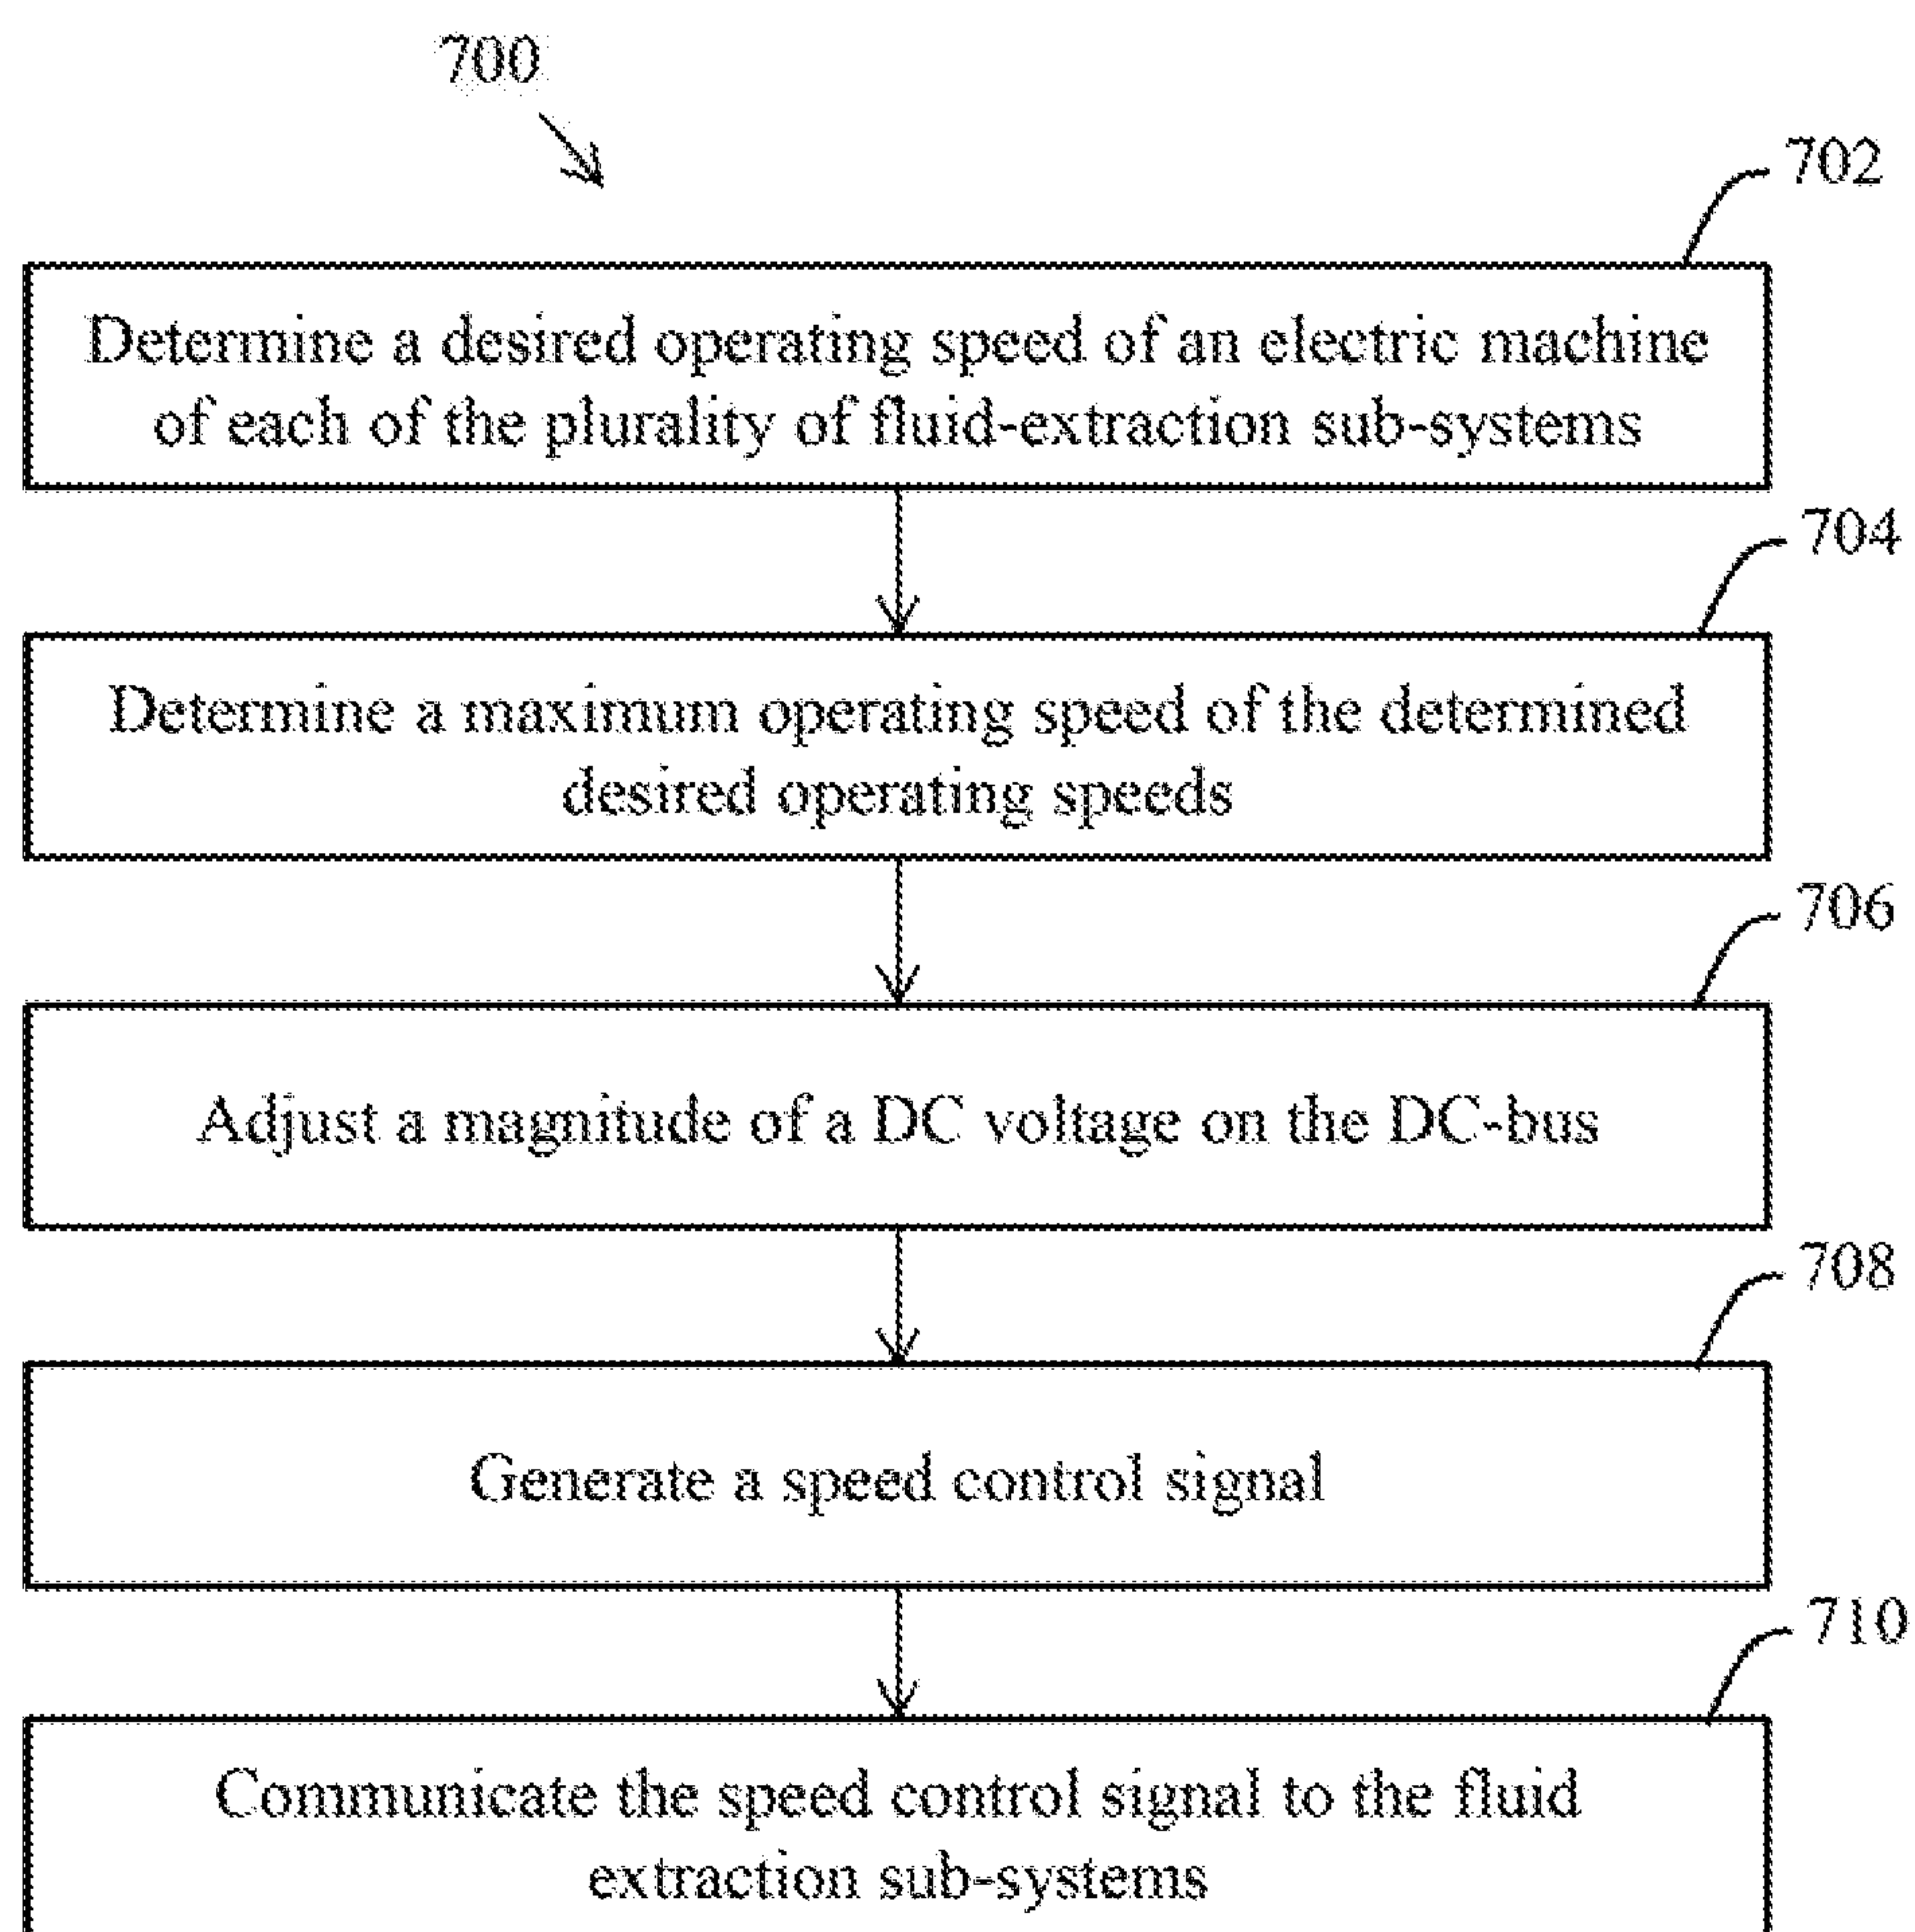 700
702
Determine a desired operating speed of an electric machine
of each of the plurality of fluid-extraction sub-systems
704
Determine a maximum operating speed of the determined
desired operating speeds
706
Adjust a magnitude of a DC voltage on the DC-bus
708
Generate a speed control signal
710
Communicate the speed control signal to the fluid
extraction sub-systems